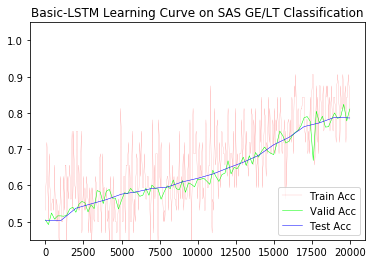 Basic-LSTM Learning Curve on SAS GE/LT Classification
1.0
0.9
0.8
0.7
0.6
0.5
0 2500 5000 7500 10000 12500 15000 17500 20000
Train Acc
Valid Acc
Test Acc